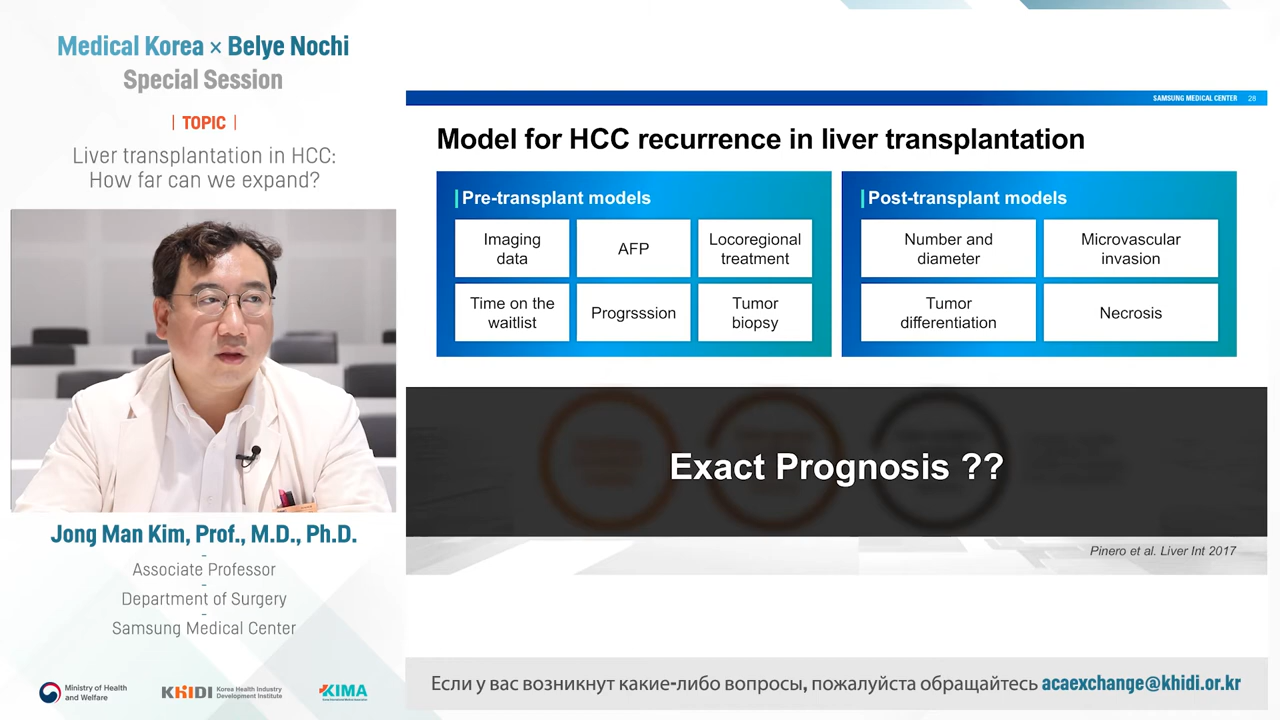 Medical Korea × Belye Nochi
Special Session
| TOPIC |
Liver transplantation in HCC:
How far can we expand?
Jong Man Kim, Prof., M.D., Ph.D.
-
Associate Professor
-
Department of Surgery
-
Samsung Medical Center
Ministry of Health
and Welfare
KHIDI
Korea Health Industry
Development Institute
KIMA
SAMSUNG MEDICAL CENTER 28
Model for HCC recurrence in liver transplantation
Pre-transplant models
Imaging
data
AFP
Locoregional
treatment
Time on the
waitlist
Progrsssion
Tumor
biopsy
Post-transplant models
Number and
diameter
Microvascular
invasion
Tumor
differentiation
Necrosis
Exact Prognosis ??
Pinero et al. Liver Int 2017
Если у вас возникнут какие-либо вопросы, пожалуйста обращайтесь acaexchange@khidi.or.kr